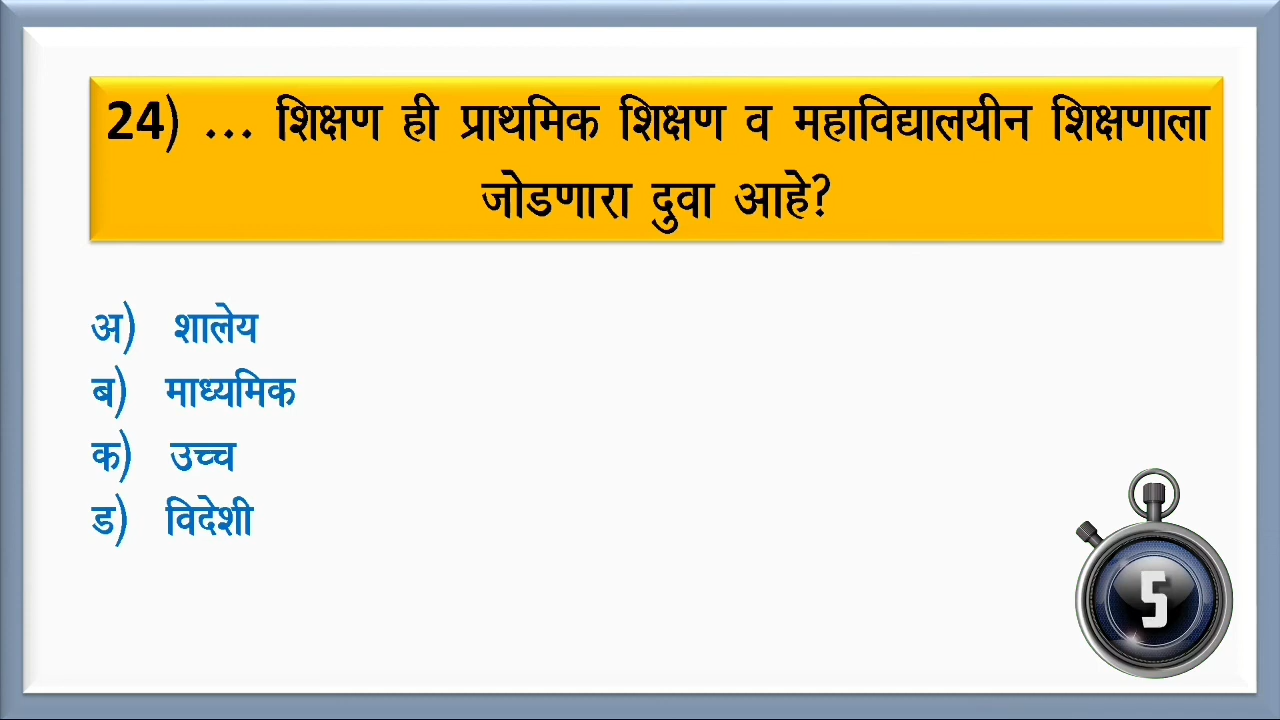 24) ... शिक्षण ही प्राथमिक शिक्षण व महाविद्यालयीन शिक्षणाला
जोडणारा दुवा आहे?
अ) शालेय
ब) माध्यमिक
क) उच्च
ड) विदेशी
5